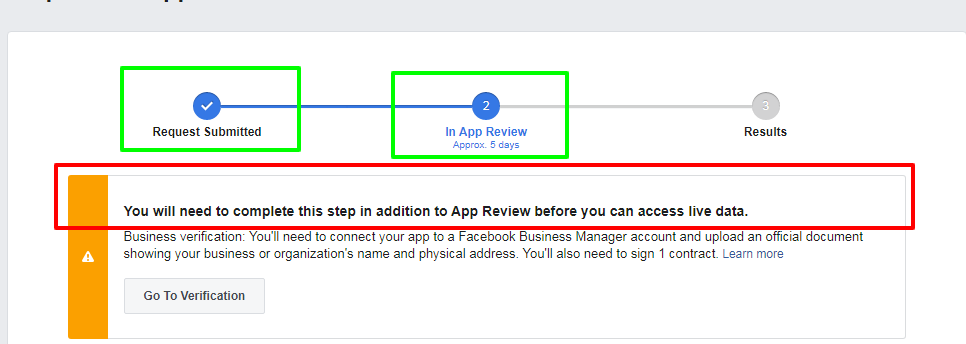 2
3
Request Submitted
In App Review
Results
Approx. 5 days
You will need to complete this step in addition to App Review before you can access live data.
Business verification: You'll need to connect your app to a Facebook Business Manager account and upload an official document
showing your business or organization's name and physical address. You'll also need to sign 1 contract. Learn more
Go To Verification